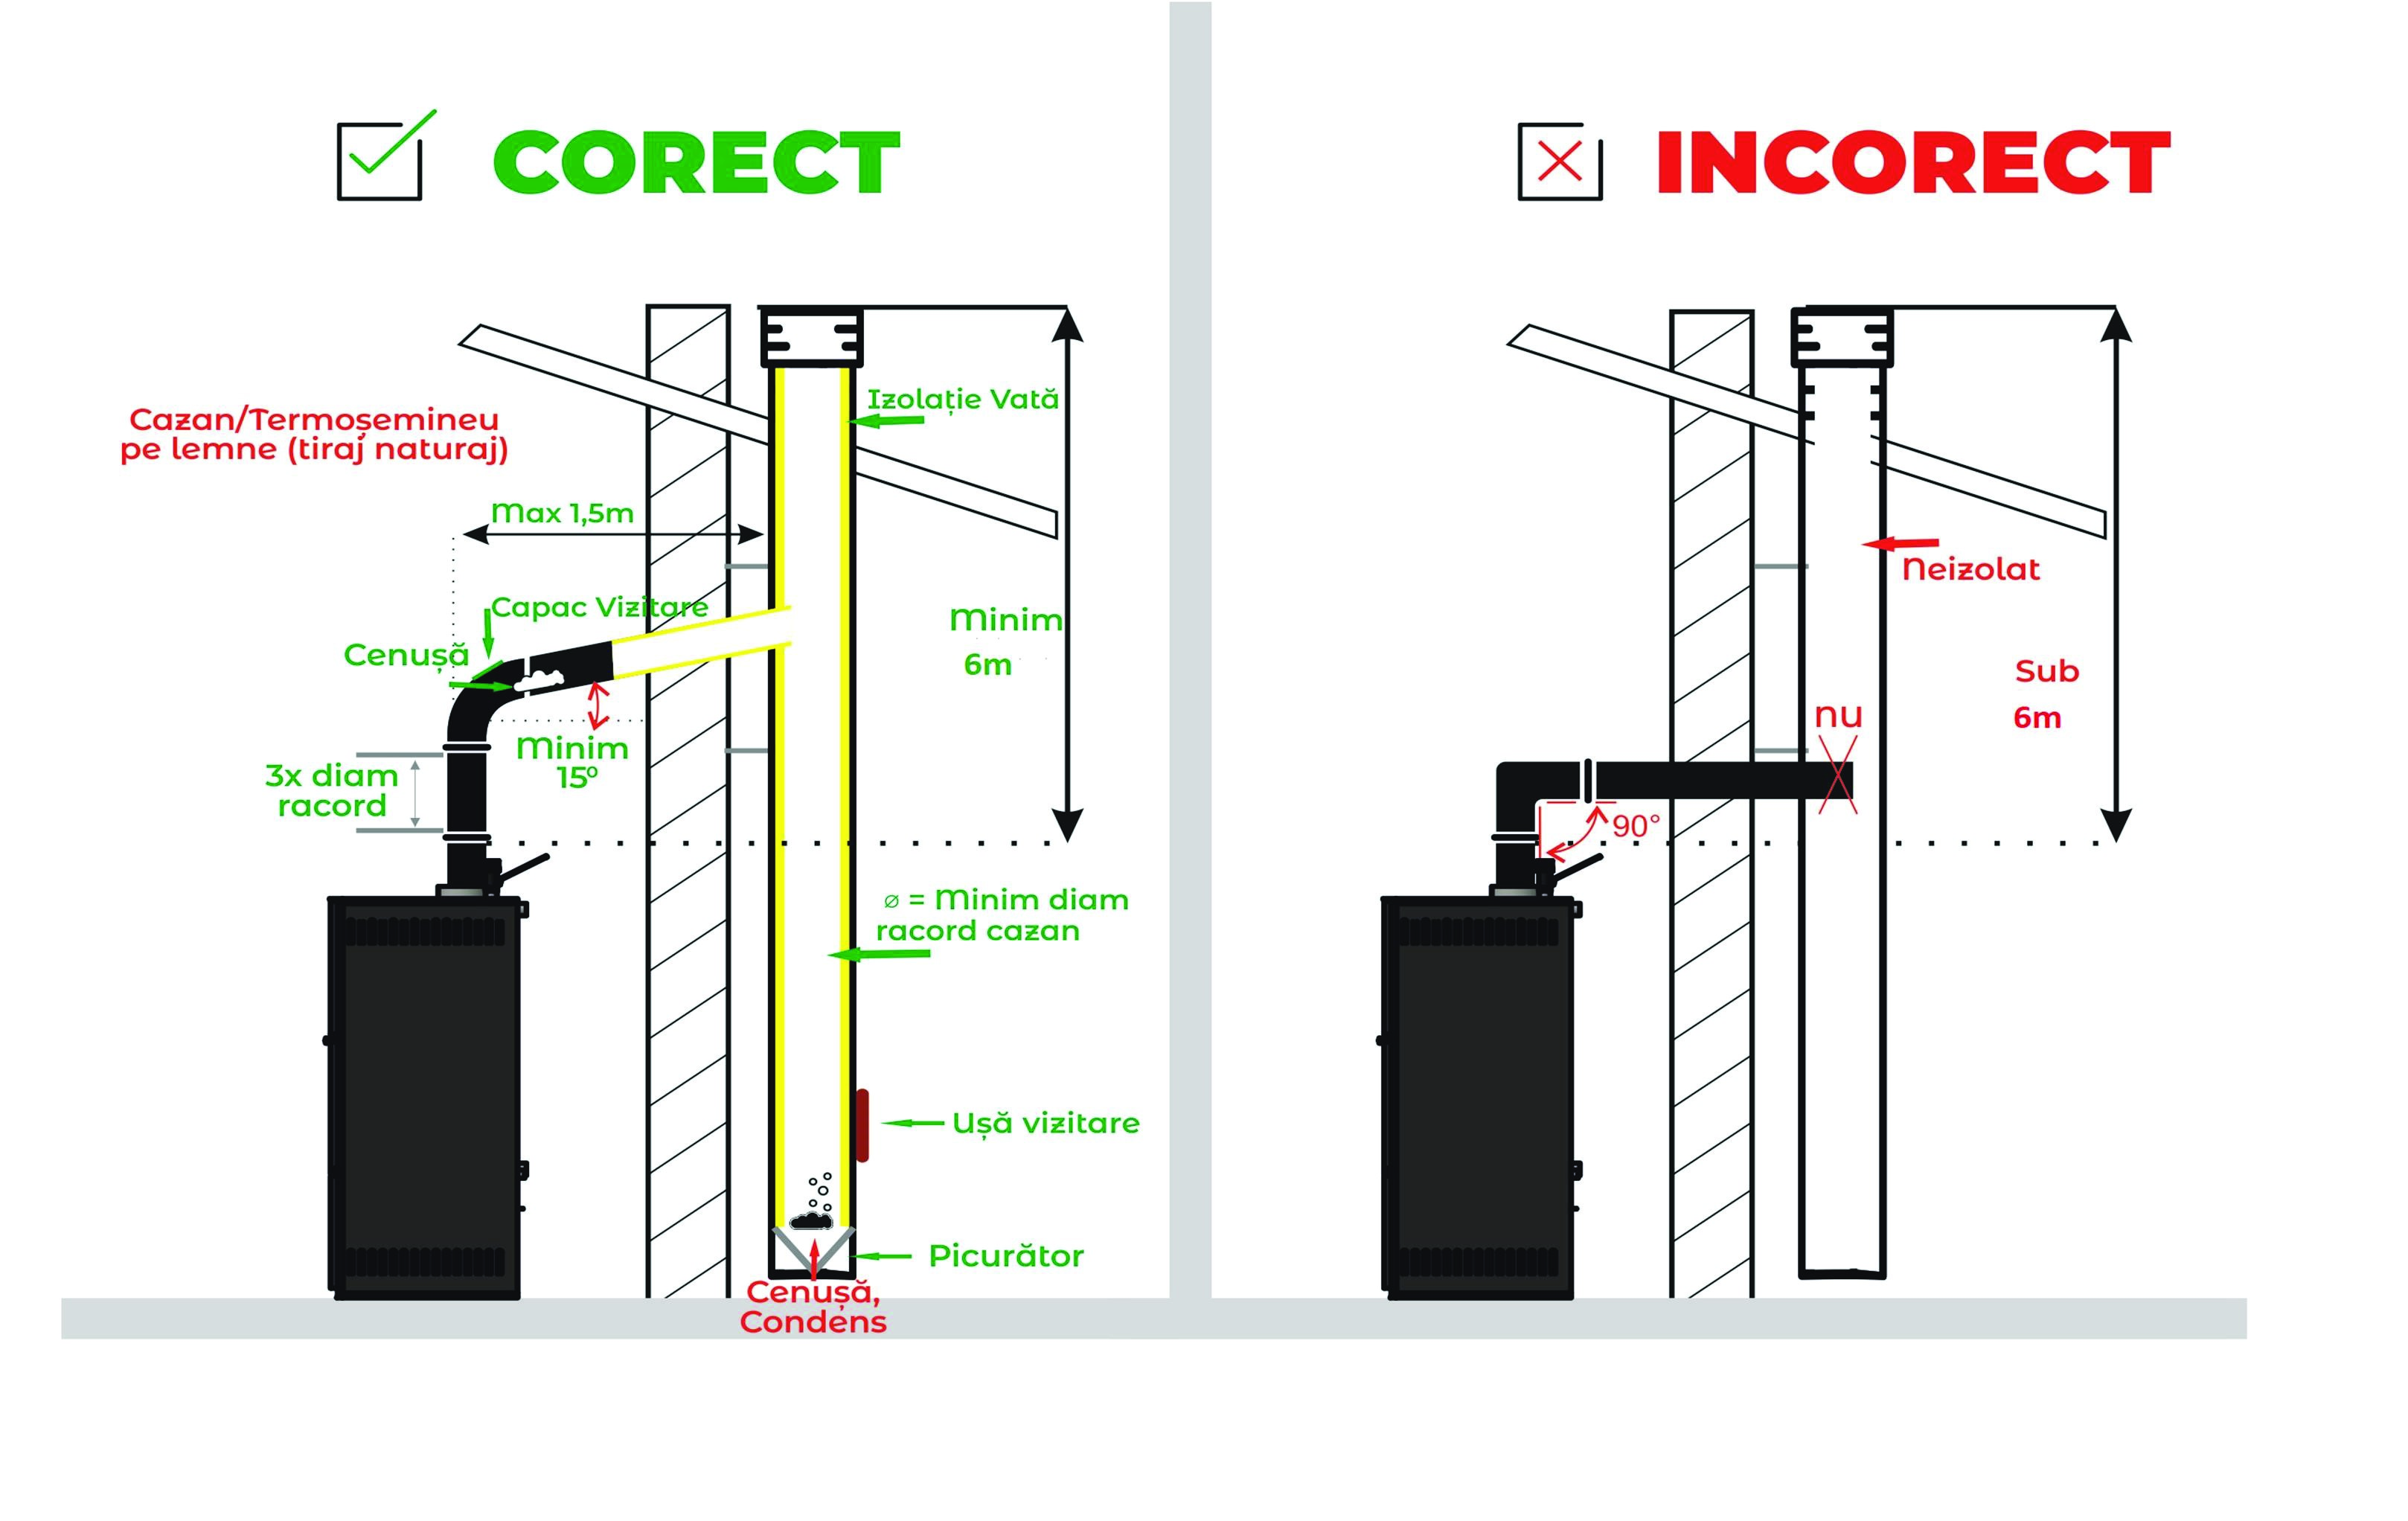 CORECT
Cazan/Termoșemineu
pe lemne (tiraj naturaj)
Izolație Vată
Max 1,5m
Capac Vizitare
Cenușă
Minim
6m
Minim
15º
3x diam
racord
⌀ = Minim diam
racord cazan
Ușă vizitare
Picurător
Cenușă,
Condens
INCORECT
Neizolat
Sub
6m
nu
90°